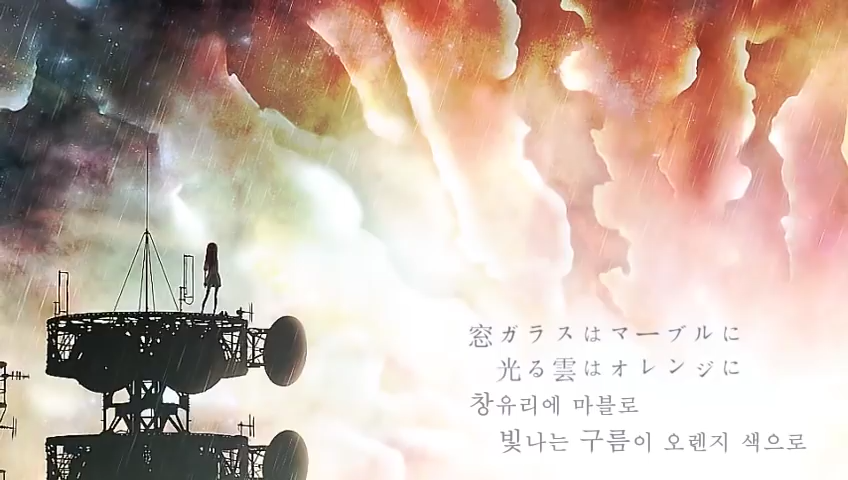 窓ガラスはマーブルに
光る雲はオレンジに
창유리에 마블로
빛나는 구름이 오렌지 색으로